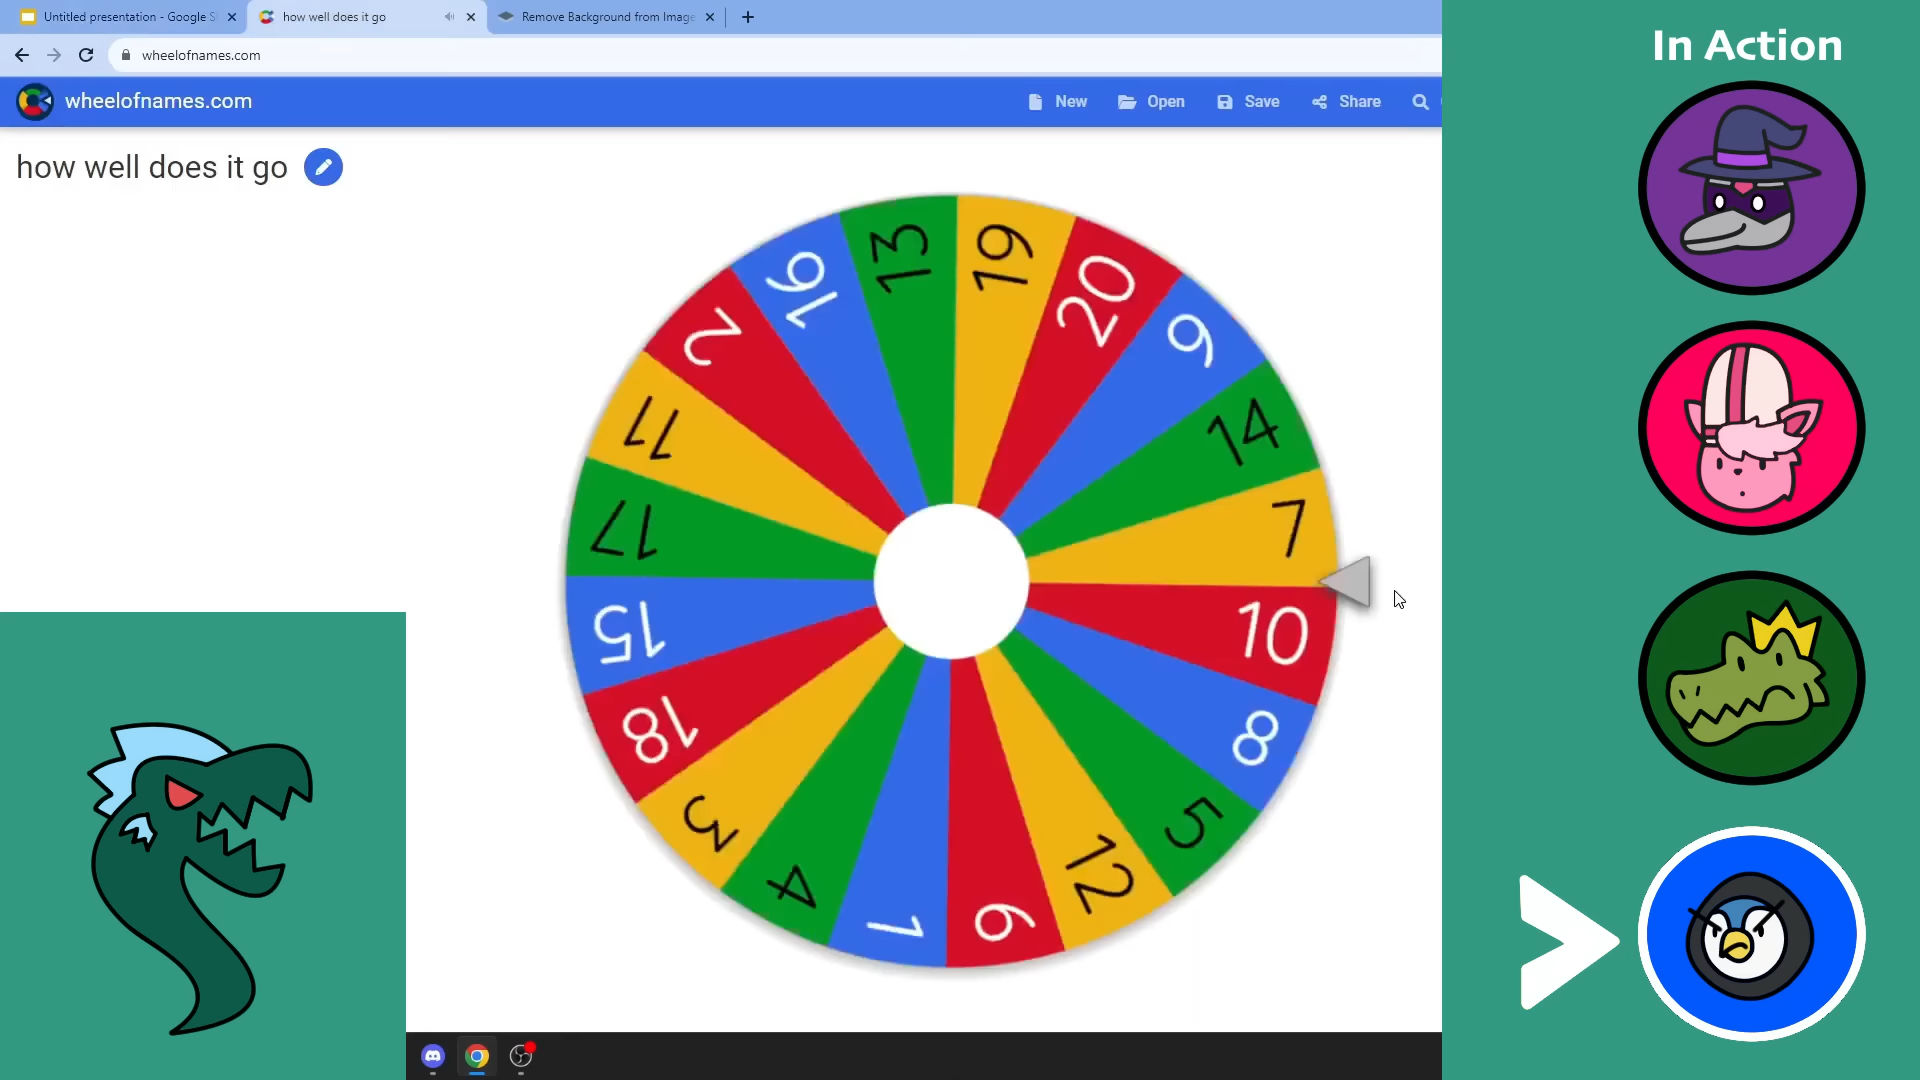 Untitled presentation - Google S
how well does it go
Remove Background from Image
wheelofnames.com
wheelofnames.com
New
Open
Save
Share
how well does it go
In Action
13
19
20
9
14
7
10
8
5
12
6
1
4
3
18
15
17
11
2
16